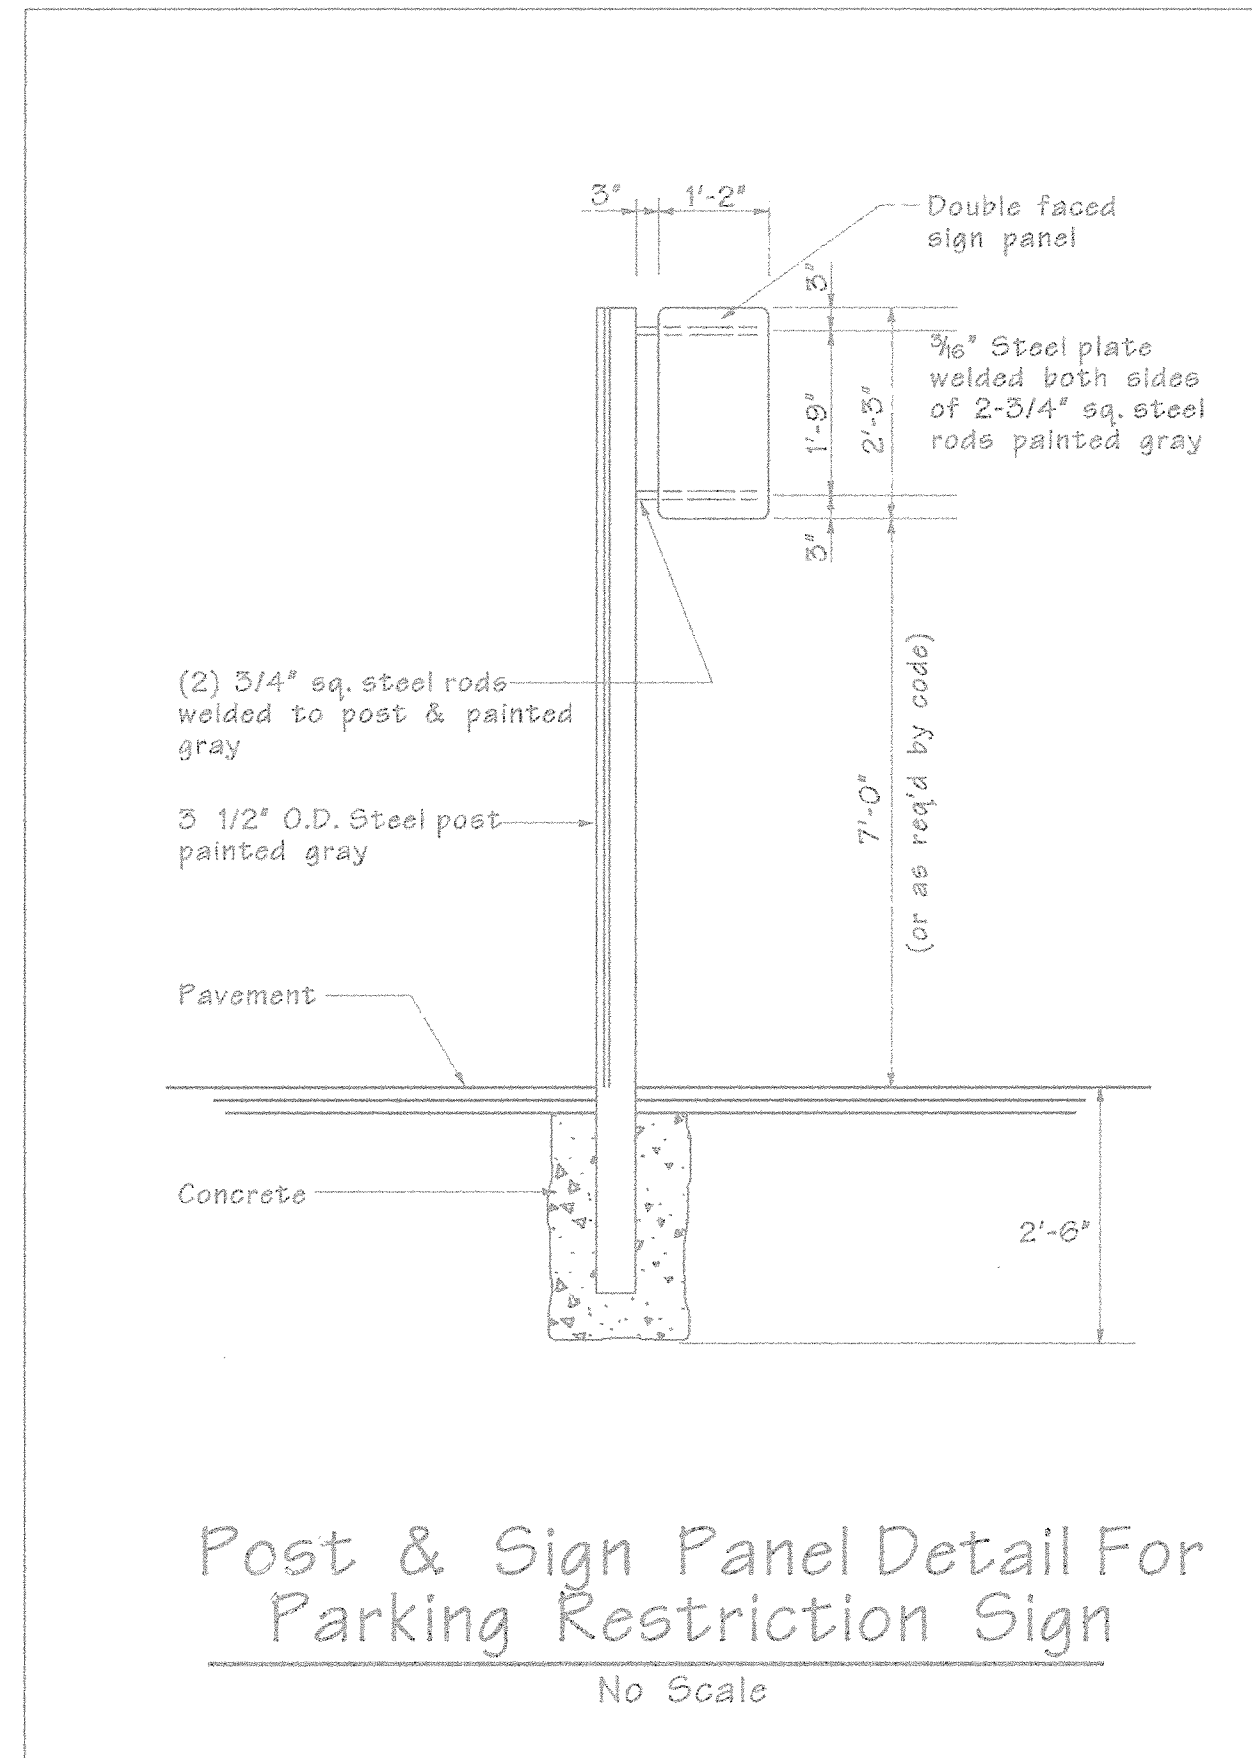 3" 1'-2"
Double faced
sign panel
3"
3/16" Steel plate
welded both sides
of 2-3/4" sq. steel
rods painted gray
1'-9"
2'-3"
3"
(2) 3/4" sq. steel rods
welded to post & painted
gray
3 1/2" O.D. Steel post
painted gray
7'-0"
(or as req'd by code)
Pavement
Concrete
2'-6"
Post & Sign Panel Detail For
Parking Restriction Sign
No Scale